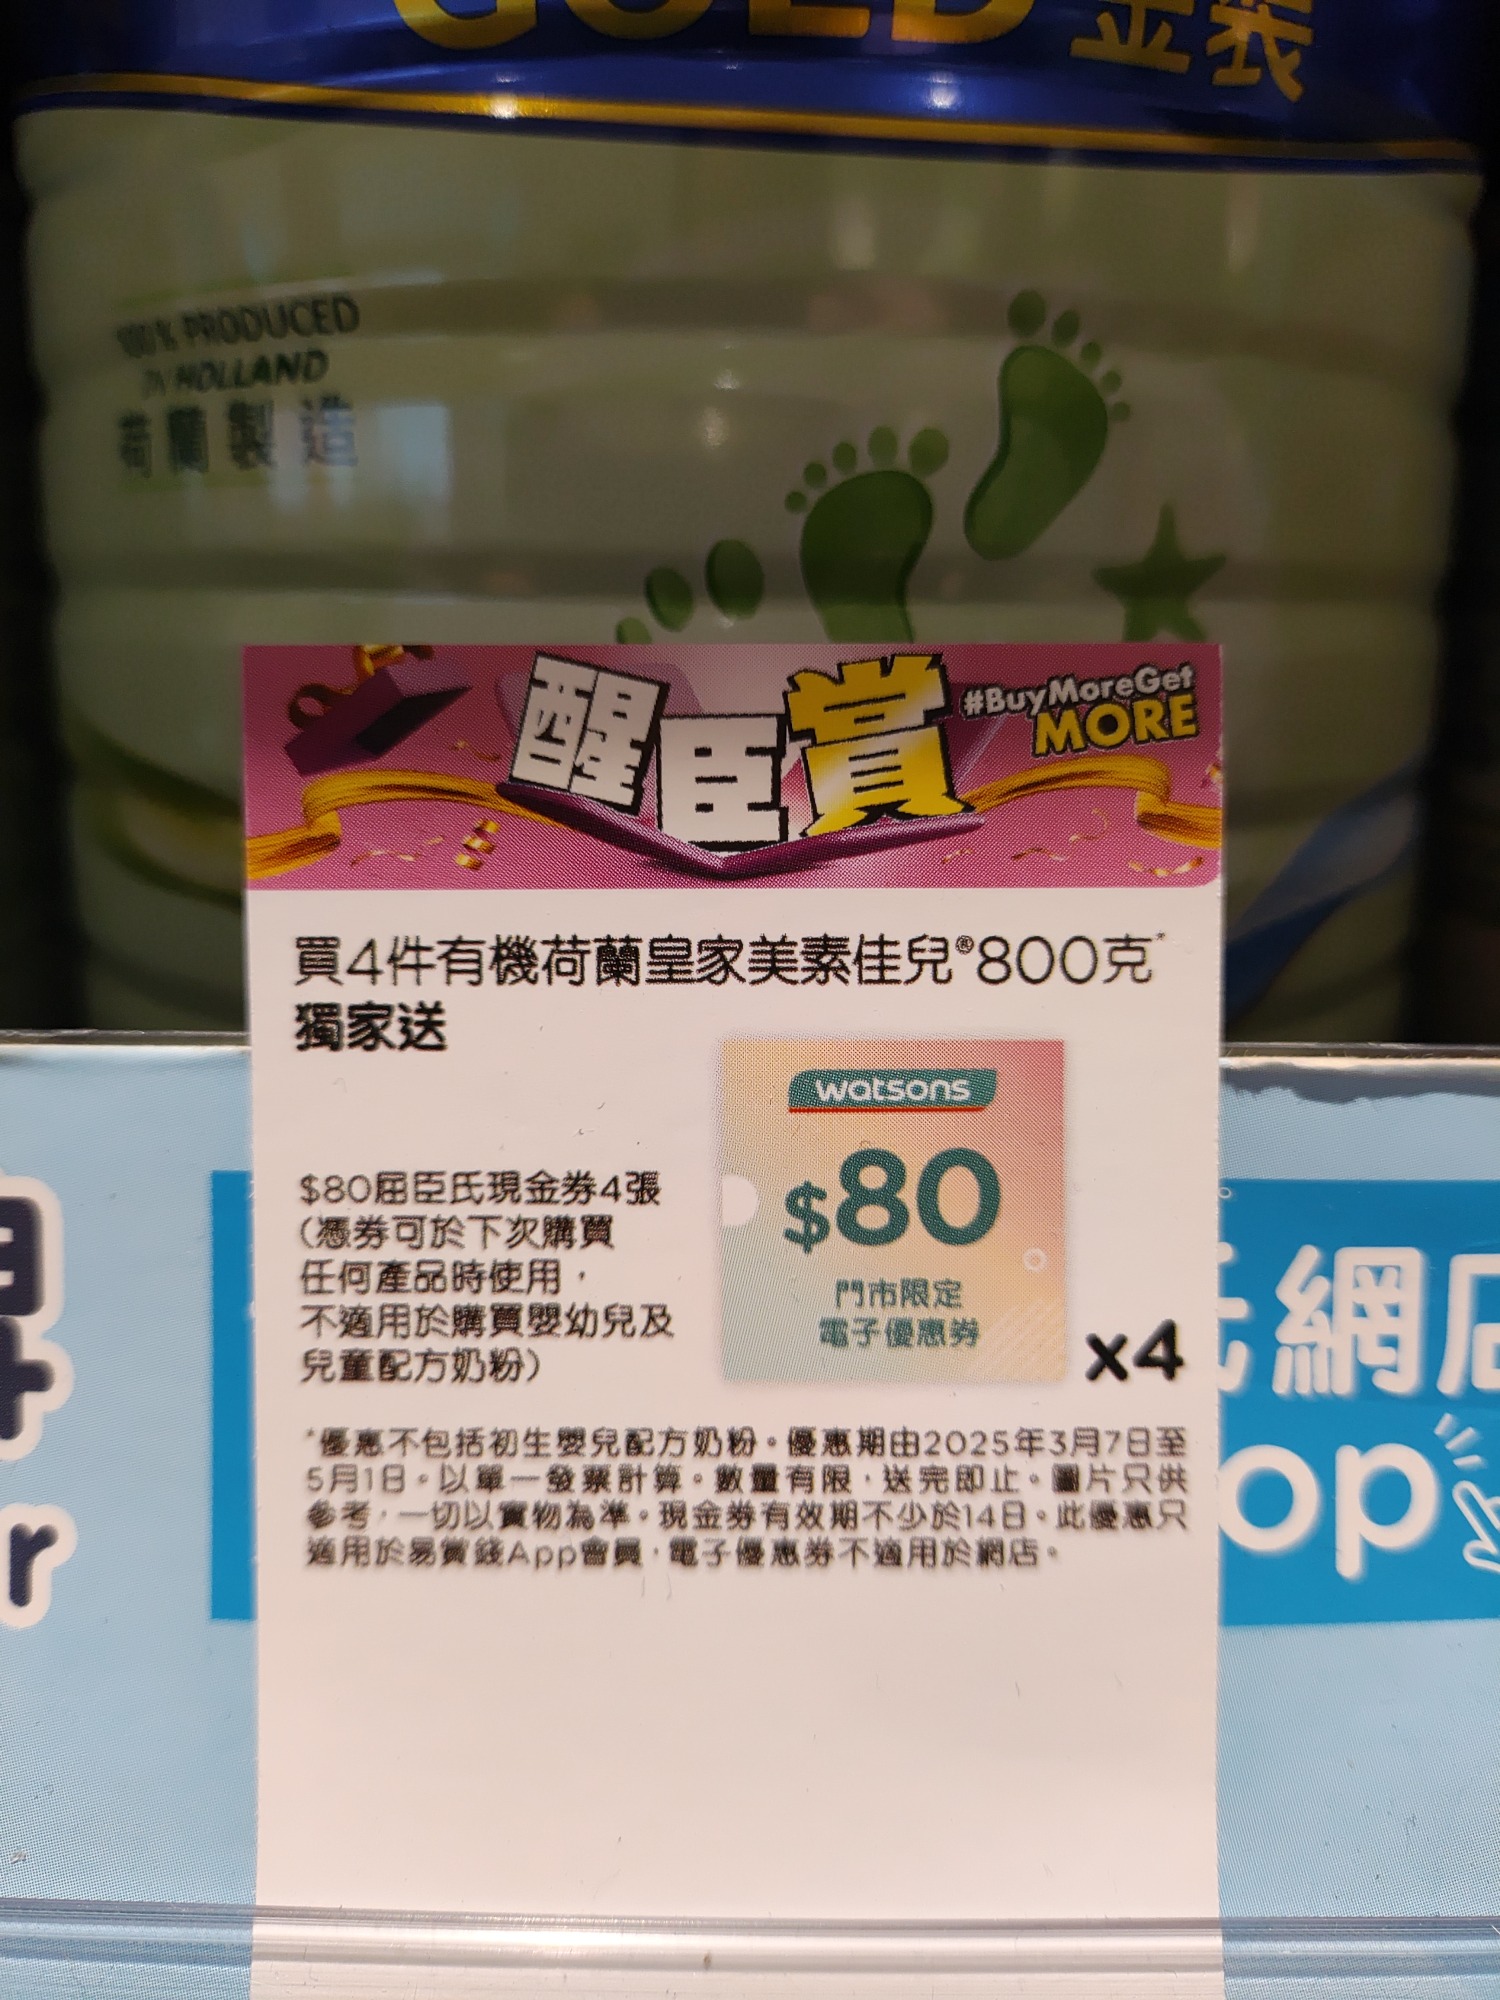 GOLD 金裝
100% PRODUCED
IN HOLLAND
荷蘭製造
醒臣賞
#BuyMoreGet
MORE
買4件有機荷蘭皇家美素佳兒®800克*
獨家送
watsons
$80
門市限定
電子優惠券
x4
$80屈臣氏現金券4張
(憑券可於下次購買
任何產品時使用，
不適用於購買嬰幼兒及
兒童配方奶粉)
*優惠不包括初生嬰兒配方奶粉。優惠期由2025年3月7日至
5月1日。以單一發票計算。數量有限，送完即止。圖片只供
參考，一切以實物為準。現金券有效期不少於14日。此優惠只
適用於易賞錢App會員，電子優惠券不適用於網店。
網店
op
r